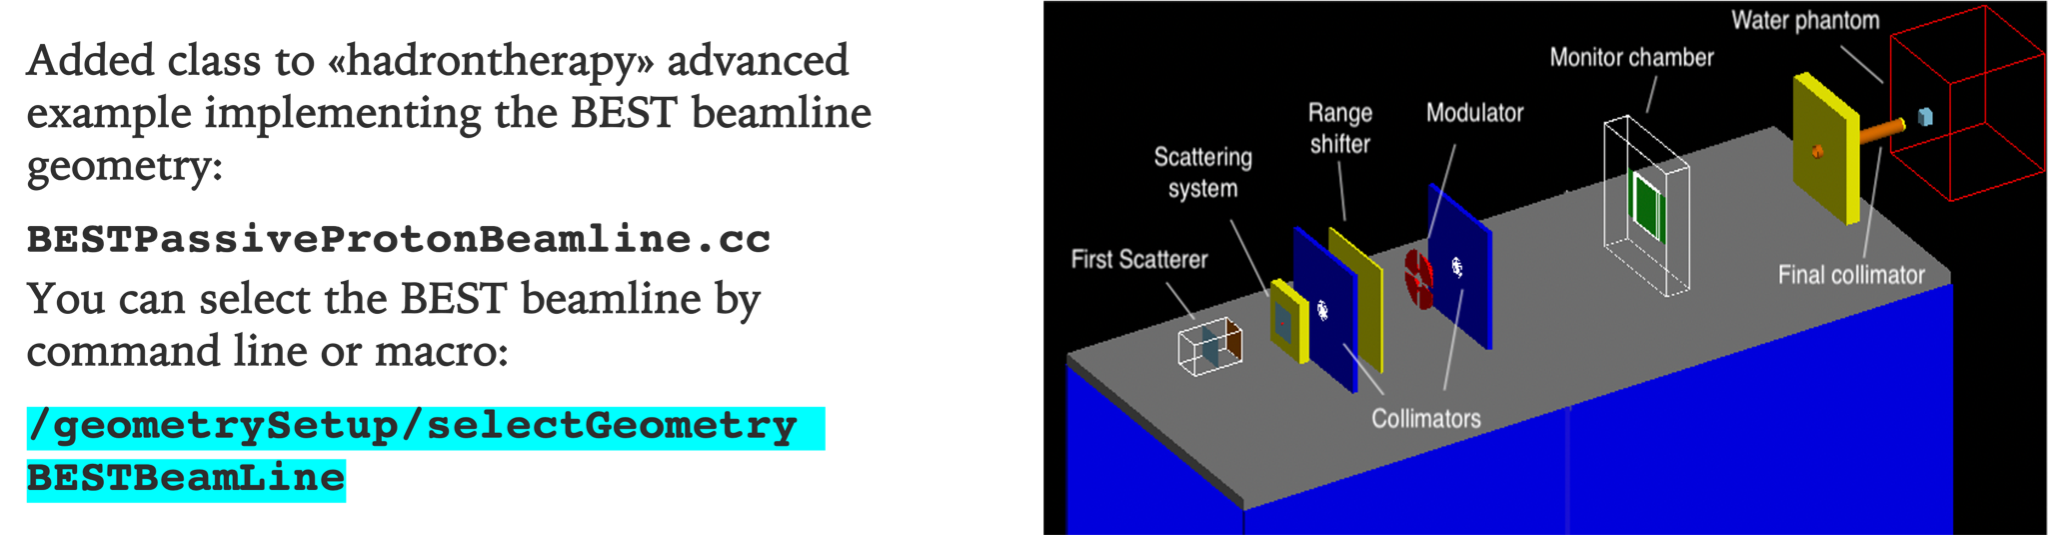 Added class to «hadrontherapy» advanced
example implementing the BEST beamline
geometry:
BESTPassiveProtonBeamline.cc
You can select the BEST beamline by
command line or macro:
/geometrySetup/selectGeometry
BESTBeamLine
Water phantom
Monitor chamber
Range
shifter
Modulator
Scattering
system
First Scatterer
Final collimator
Collimators